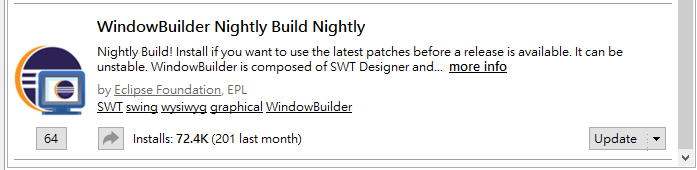 WindowBuilder Nightly Build Nightly
Nightly Build! Install if you want to use the latest patches before a release is available. It can be
unstable. WindowBuilder is composed of SWT Designer and... more info
by Eclipse Foundation, EPL
SWT swing wysiwyg graphical WindowBuilder
64 Installs: 72.4K (201 last month) Update